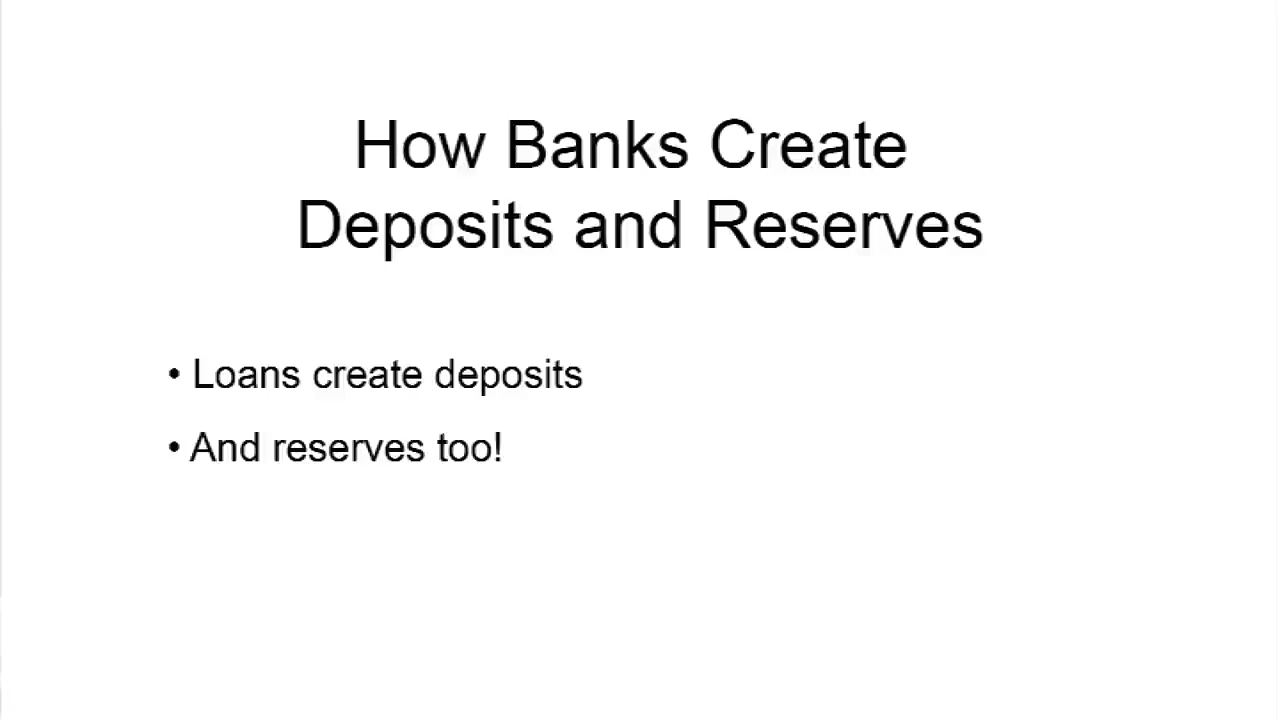 How Banks Create
Deposits and Reserves
• Loans create deposits
• And reserves too!